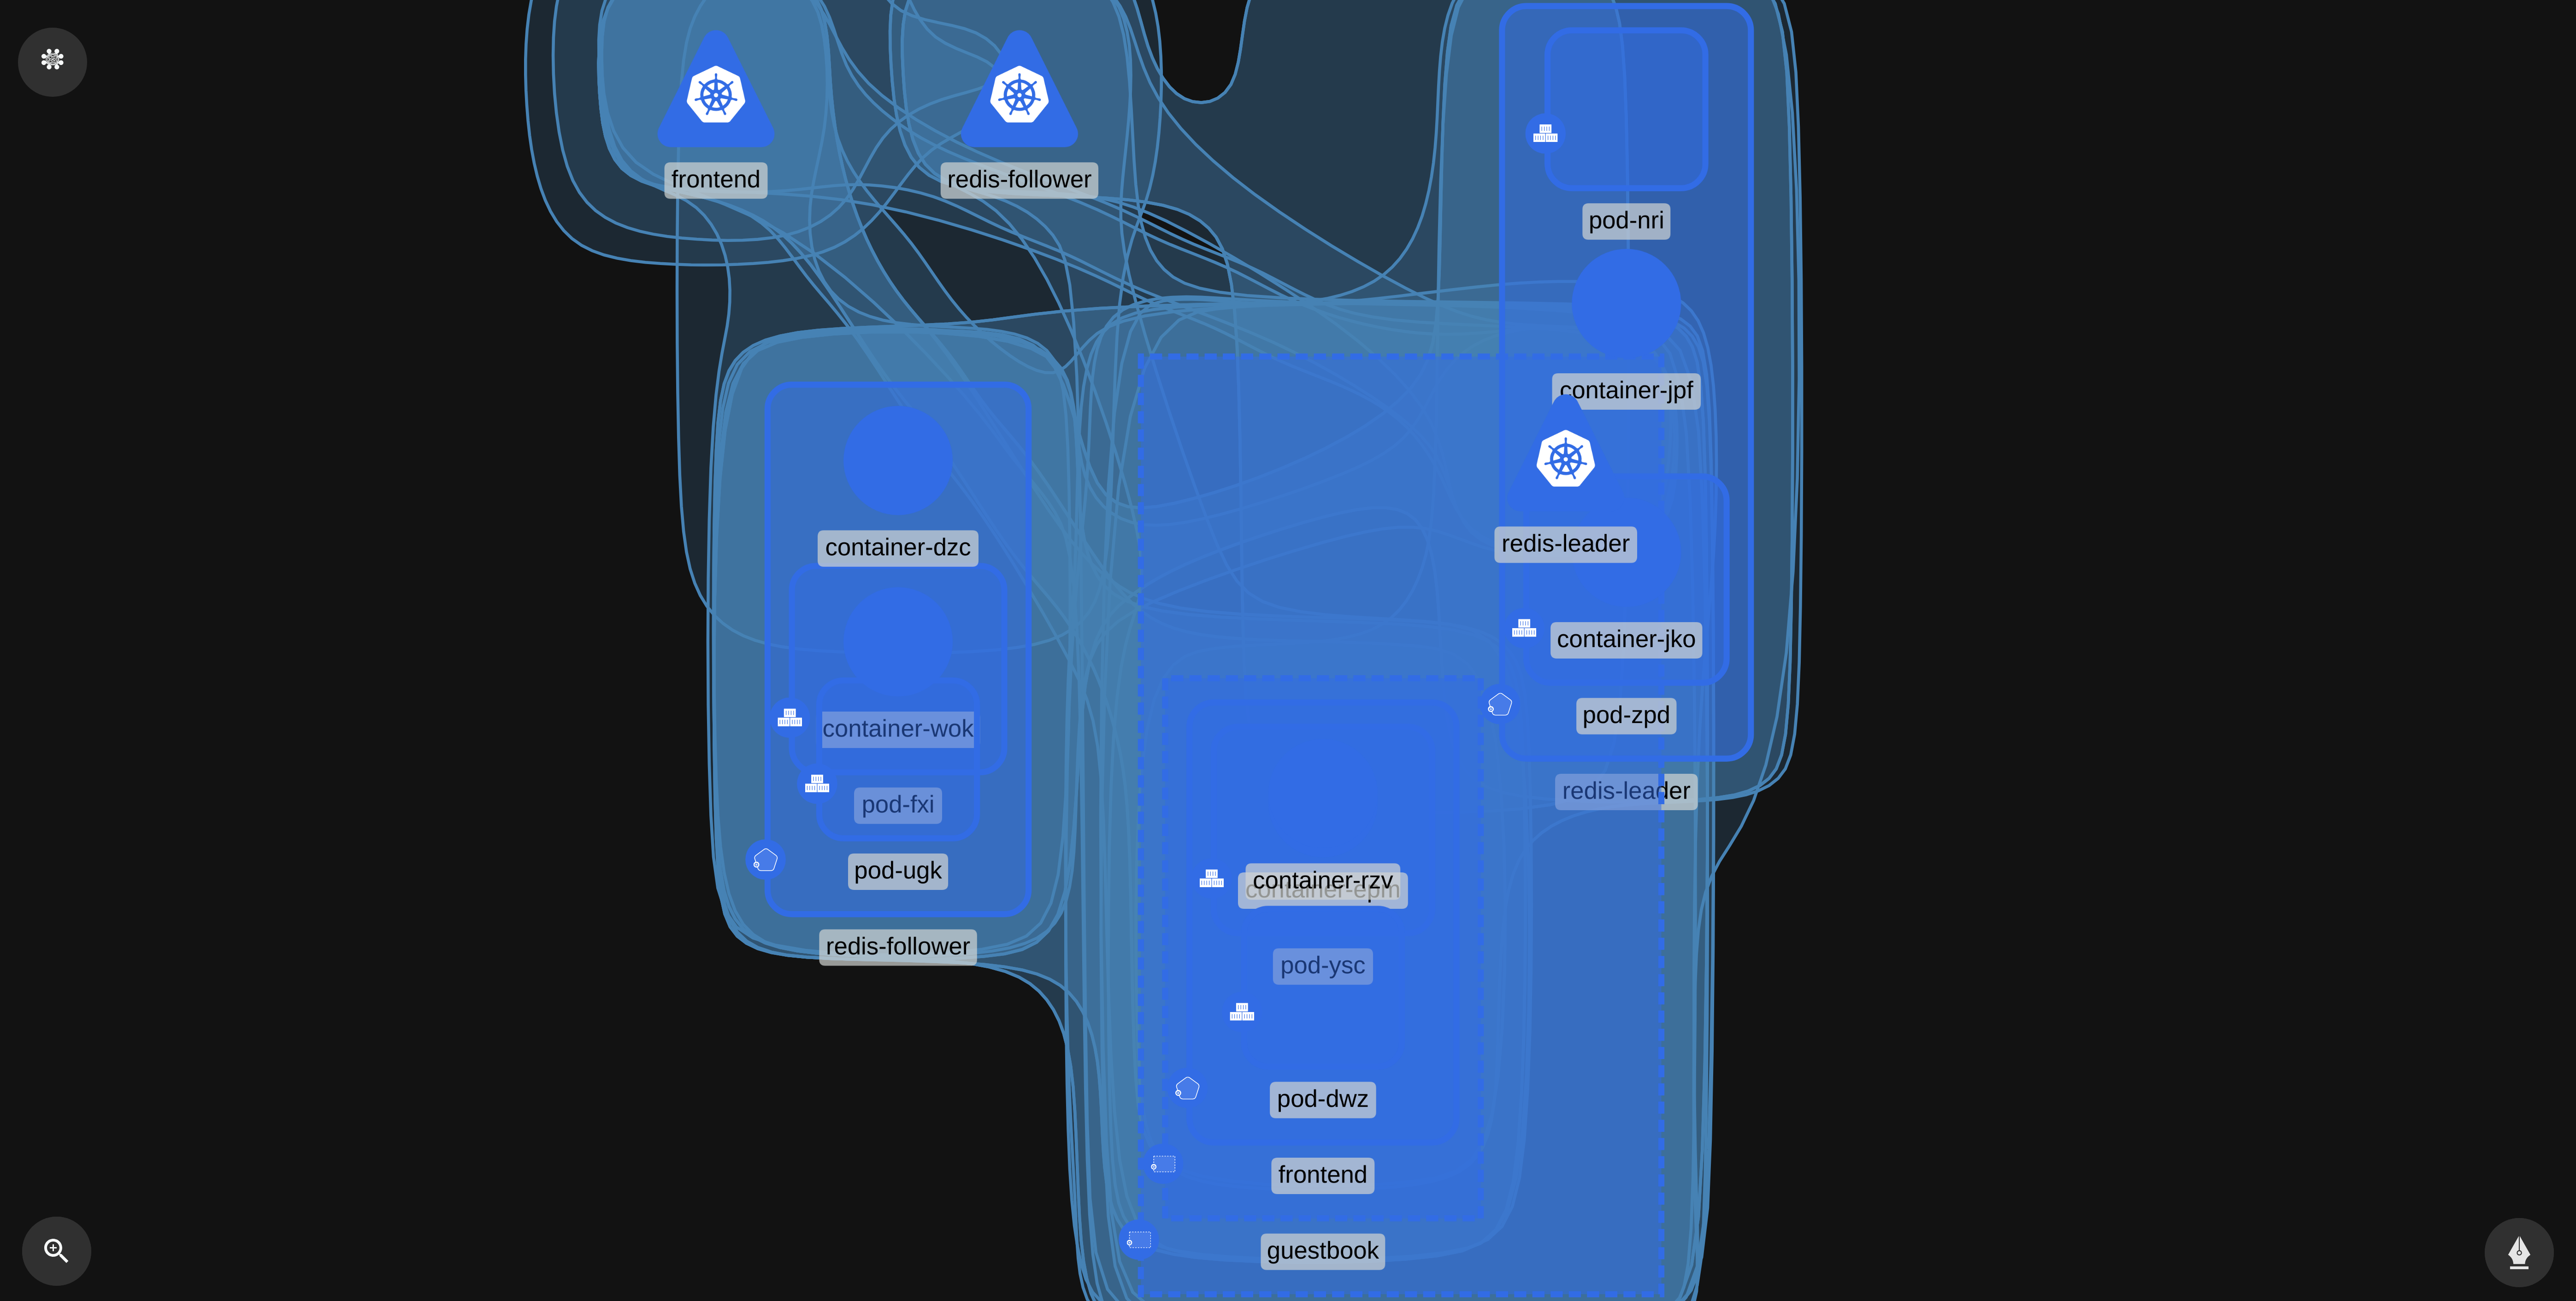 frontend
redis-follower
pod-nri
container-jpf
redis-leader
container-dzc
container-jko
pod-zpd
container-wok
redis-leader
pod-fxi
pod-ugk
container-rzv
container-epm
redis-follower
pod-ysc
pod-dwz
frontend
guestbook